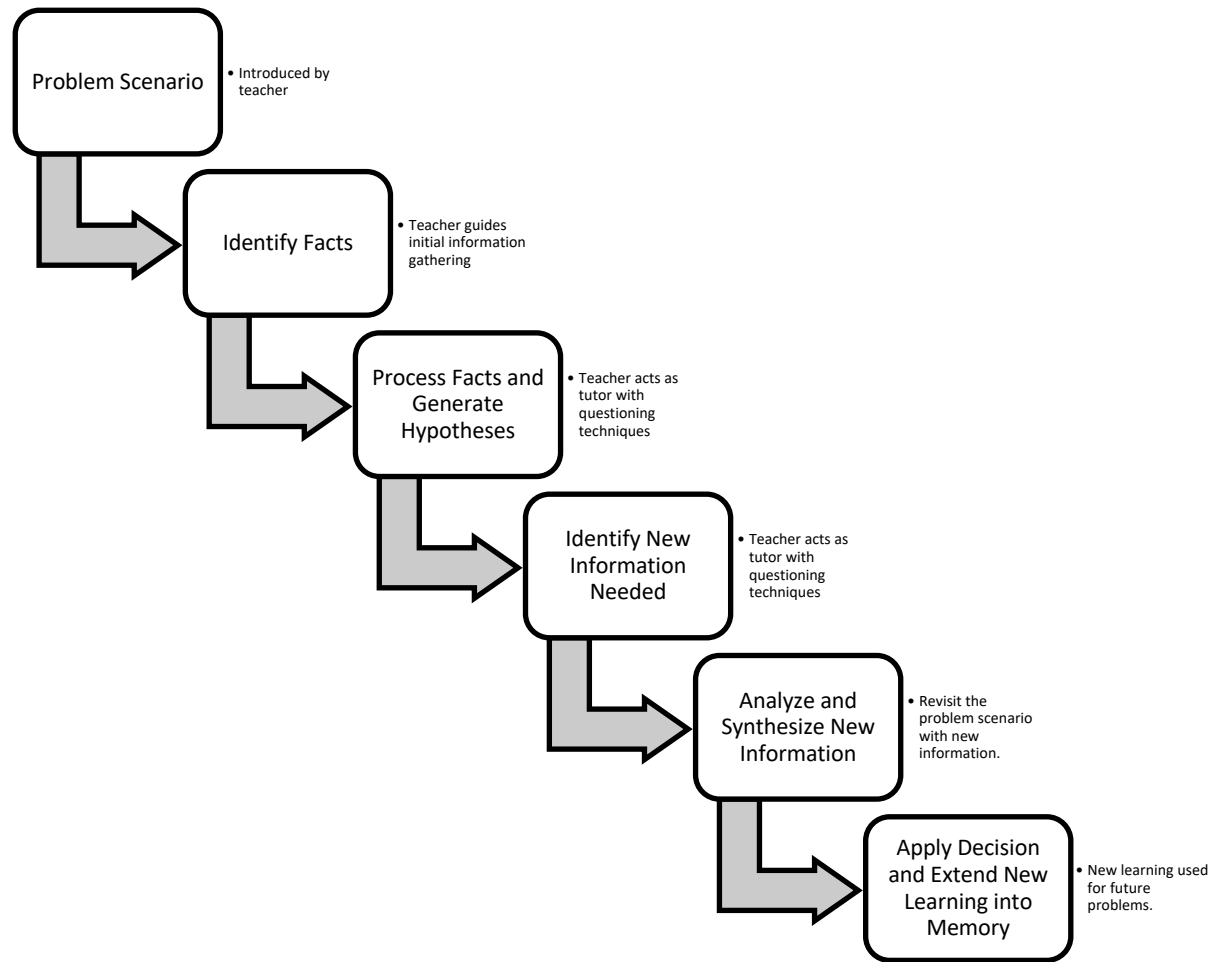 Problem Scenario
• Introduced by
teacher
Identify Facts
• Teacher guides
initial information
gathering
Process Facts and
Generate
Hypotheses
• Teacher acts as
tutor with
questioning
techniques
Identify New
Information
Needed
• Teacher acts as
tutor with
questioning
techniques
Analyze and
Synthesize New
Information
• Revisit the
problem scenario
with new
information.
Apply Decision
and Extend New
Learning into
Memory
• New learning used
for future
problems.